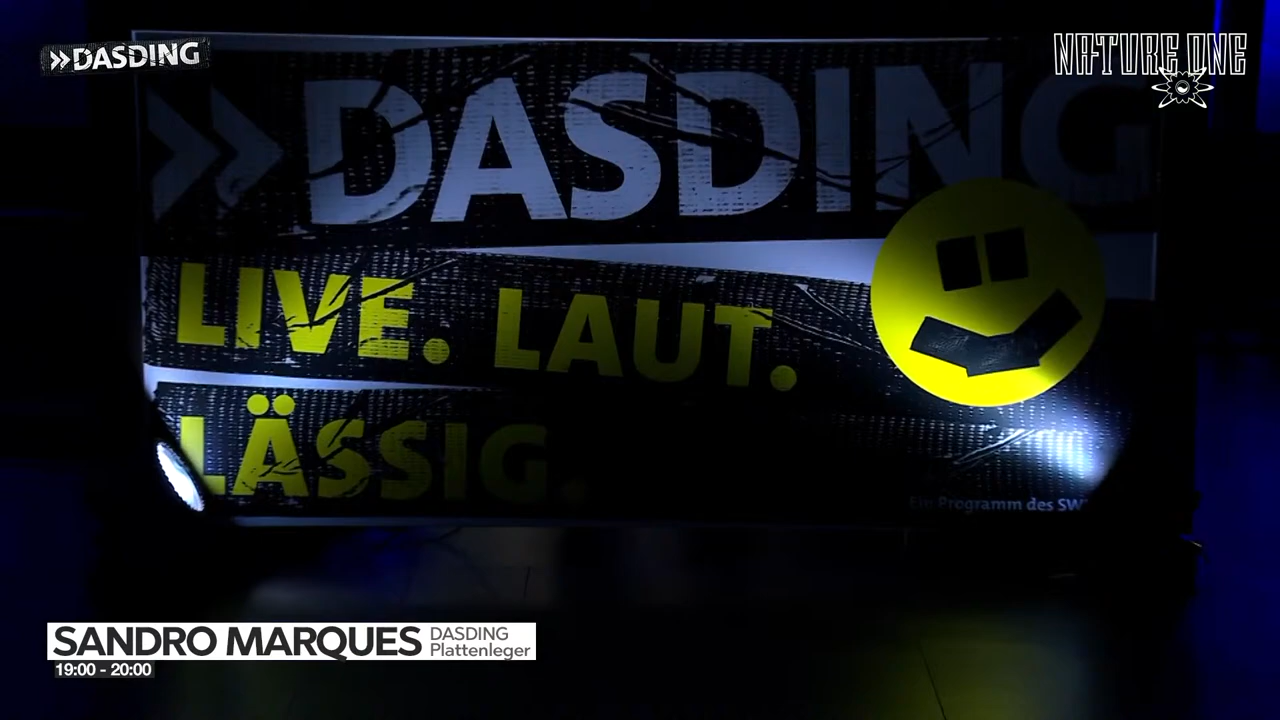 »DASDING
NATURE ONE
»DASDING
LIVE. LAUT.
LÄSSIG.
Ein Programm des SW
SANDRO MARQUES
DASDING
Plattenleger
19:00 - 20:00